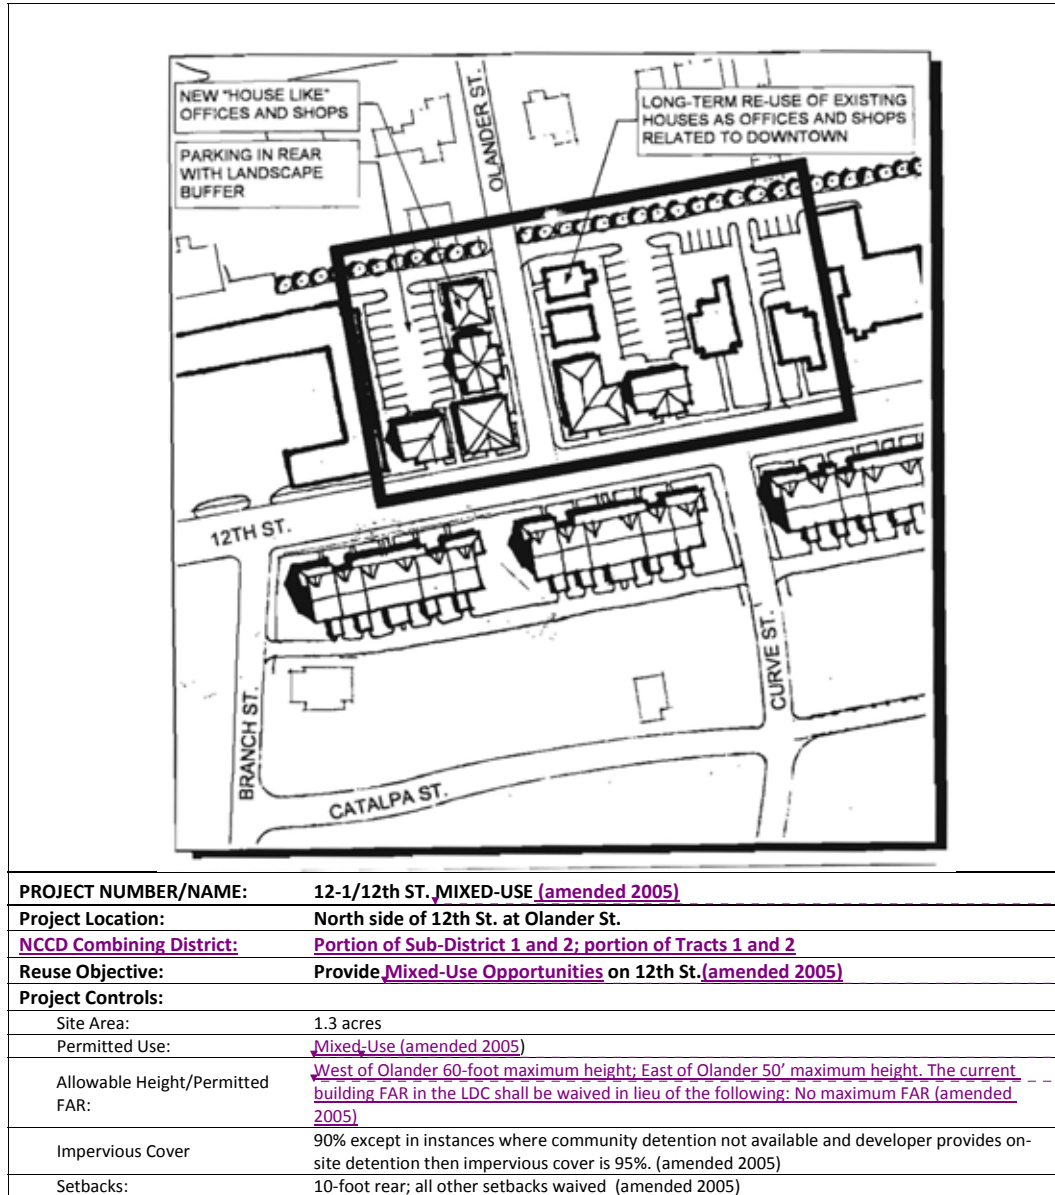 NEW "HOUSE LIKE"
OFFICES AND SHOPS
PARKING IN REAR
WITH LANDSCAPE
BUFFER
OLANDER ST.
LONG-TERM RE-USE OF EXISTING
HOUSES AS OFFICES AND SHOPS
RELATED TO DOWNTOWN
12TH ST.
BRANCH ST.
CURVE ST.
CATALPA ST.
PROJECT NUMBER/NAME: 12-1/12th ST. MIXED-USE (amended 2005)
Project Location: North side of 12th St. at Olander St.
NCCD Combining District: Portion of Sub-District 1 and 2; portion of Tracts 1 and 2
Reuse Objective: Provide Mixed-Use Opportunities on 12th St.(amended 2005)
Project Controls:
Site Area: 1.3 acres
Permitted Use: Mixed-Use (amended 2005)
Allowable Height/Permitted
FAR:
West of Olander 60-foot maximum height; East of Olander 50’ maximum height. The current
building FAR in the LDC shall be waived in lieu of the following: No maximum FAR (amended
2005)
Impervious Cover
90% except in instances where community detention not available and developer provides on-
site detention then impervious cover is 95%. (amended 2005)
Setbacks: 10-foot rear; all other setbacks waived (amended 2005)